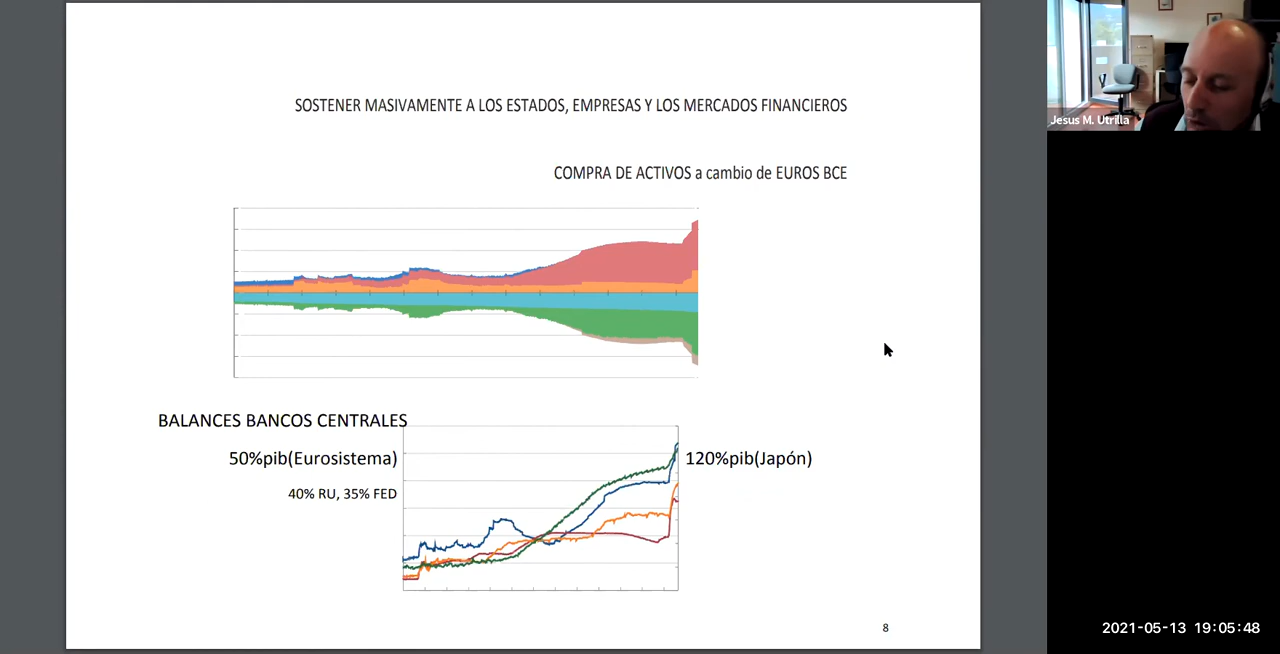 SOSTENER MASIVAMENTE A LOS ESTADOS, EMPRESAS Y LOS MERCADOS FINANCIEROS
COMPRA DE ACTIVOS a cambio de EUROS BCE
BALANCES BANCOS CENTRALES
50%pib(Eurosistema)
120%pib(Japón)
40% RU, 35% FED
8
Jesus M. Utrilla
2021-05-13 19:05:48